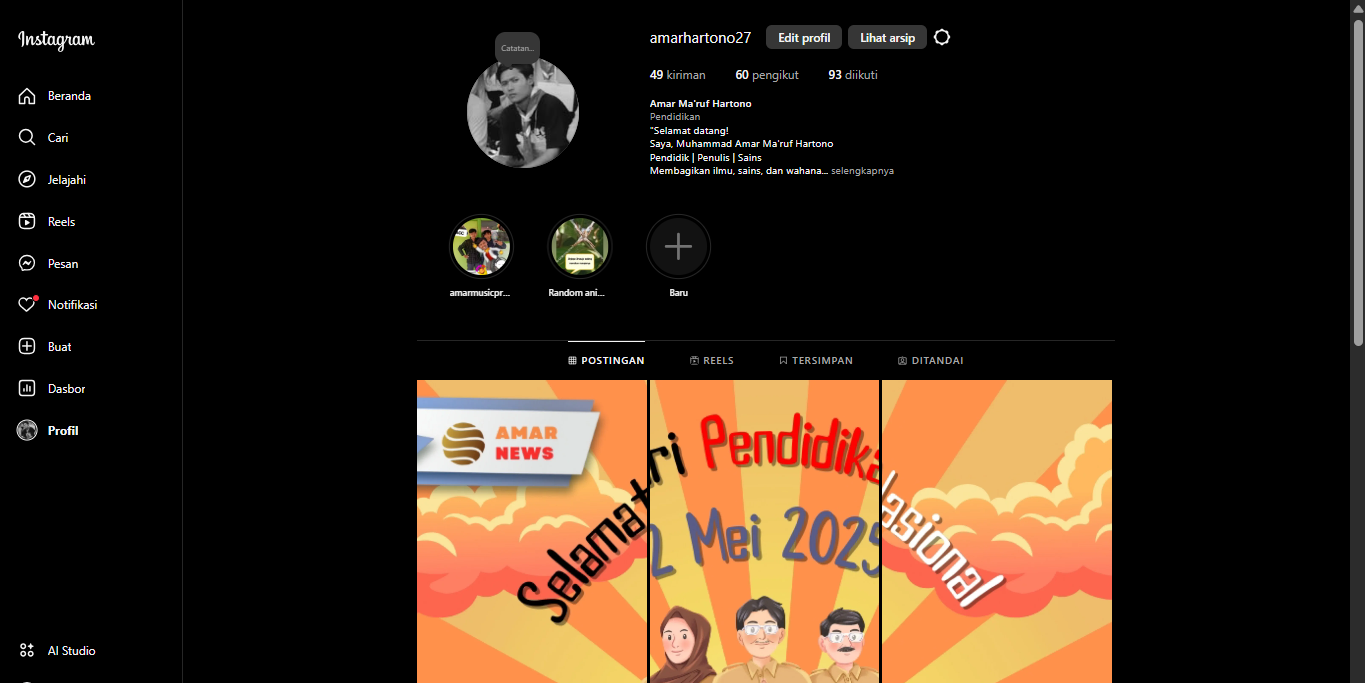 Instagram
Beranda
Cari
Jelajahi
Reels
Pesan
Notifikasi
Buat
Dasbor
Profil
AI Studio
Catatan...
amarhartono27
Edit profil
Lihat arsip
49 kiriman
60 pengikut
93 diikuti
Amar Ma'ruf Hartono
Pendidikan
"Selamat datang!
Saya, Muhammad Amar Ma'ruf Hartono
Pendidik | Penulis | Sains
Membagikan ilmu, sains, dan wahana... selengkapnya
amarmusicpr...
Random ani...
Baru
POSTINGAN
REELS
TERSIMPAN
DITANDAI
AMAR
NEWS
Selamat
ri Pendidika
asional
2 Mei 2025